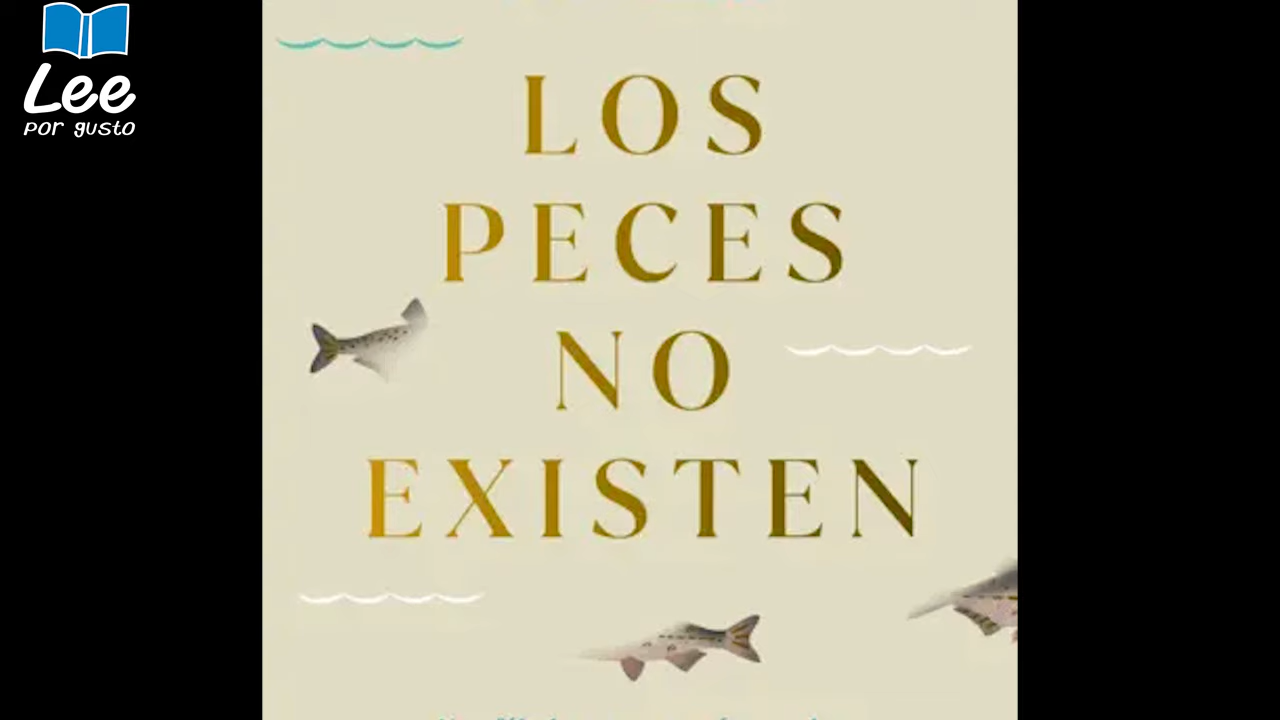 Lee
por gusto
LOS
PECES
NO
EXISTEN